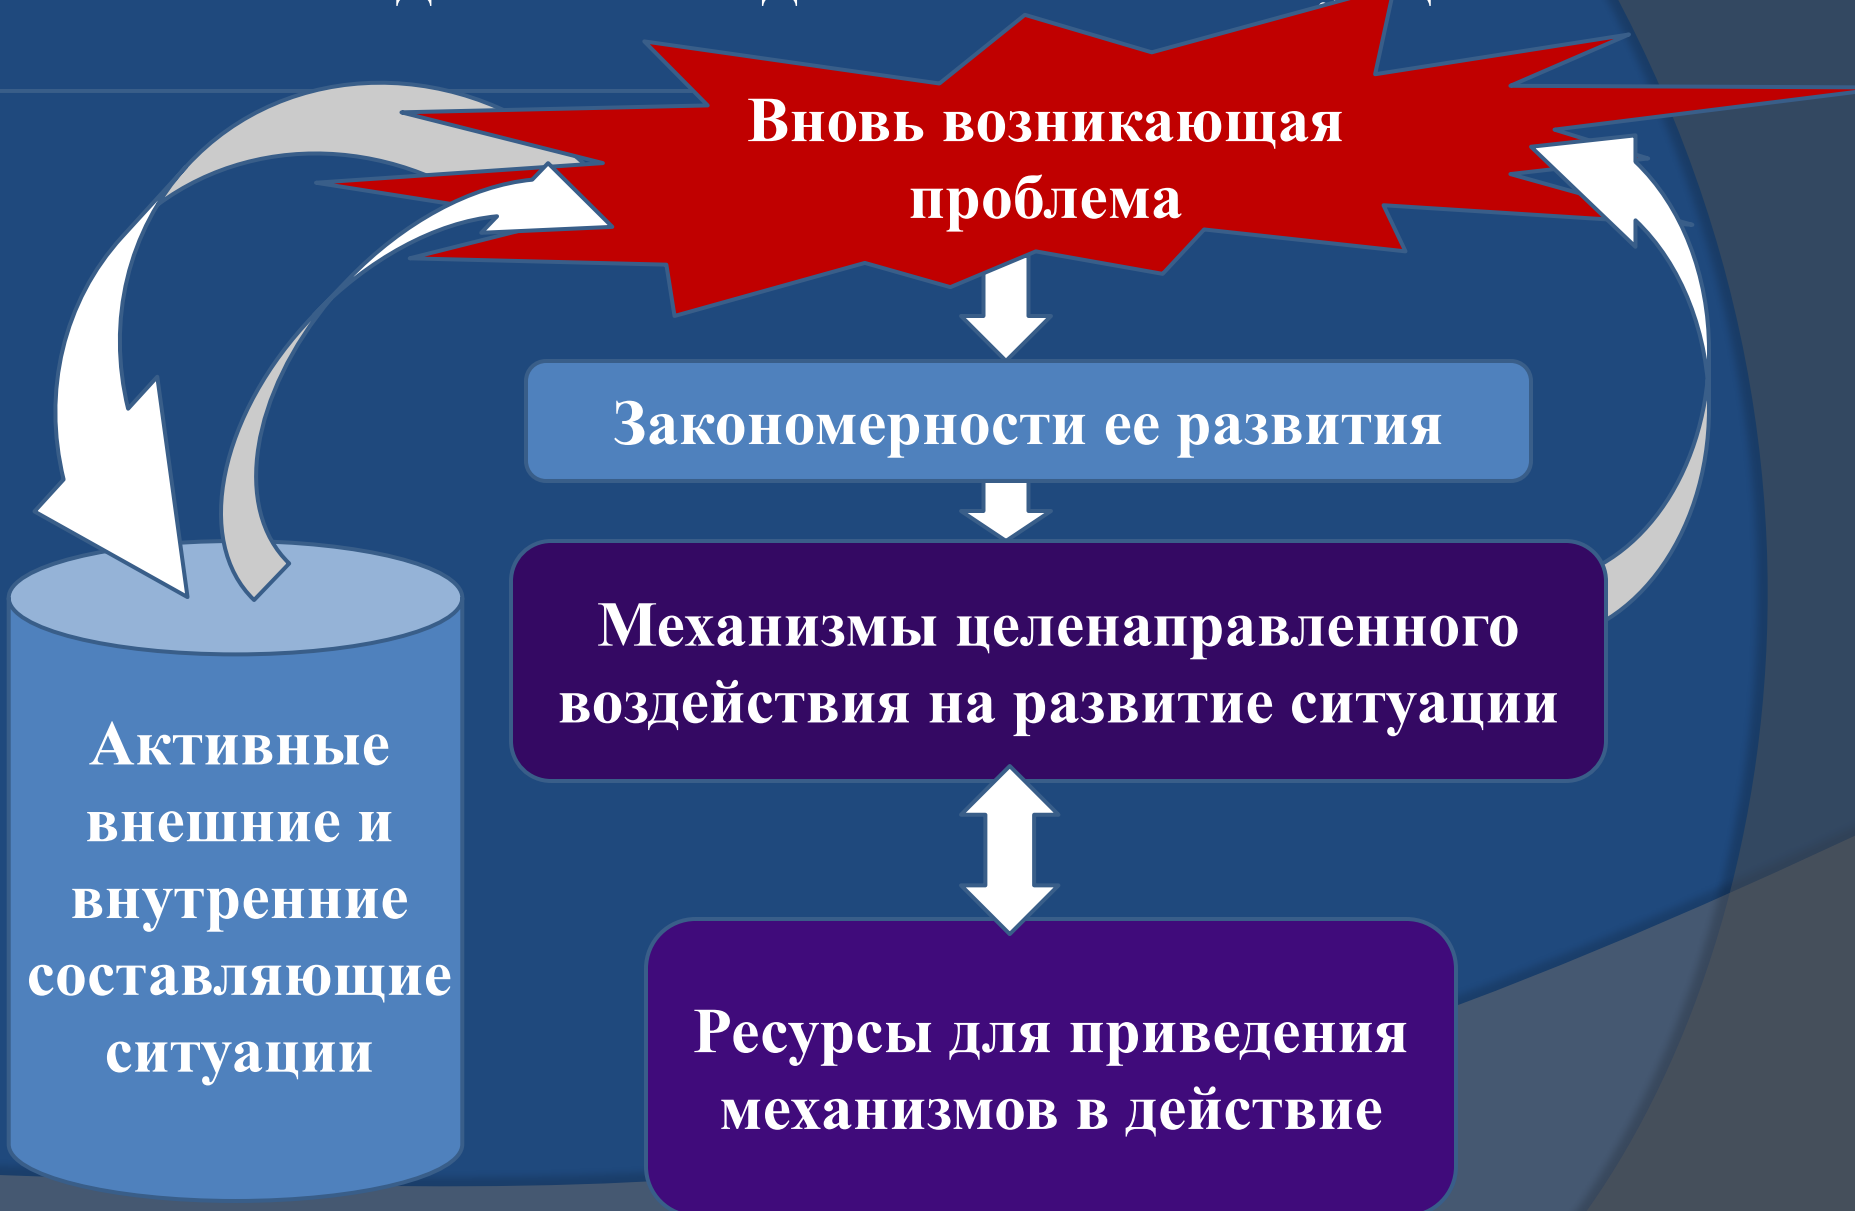 Вновь возникающая
проблема
Закономерности ее развития
Механизмы целенаправленного
воздействия на развитие ситуации
Активные
внешние и
внутренние
составляющие
ситуации
Ресурсы для приведения
механизмов в действие